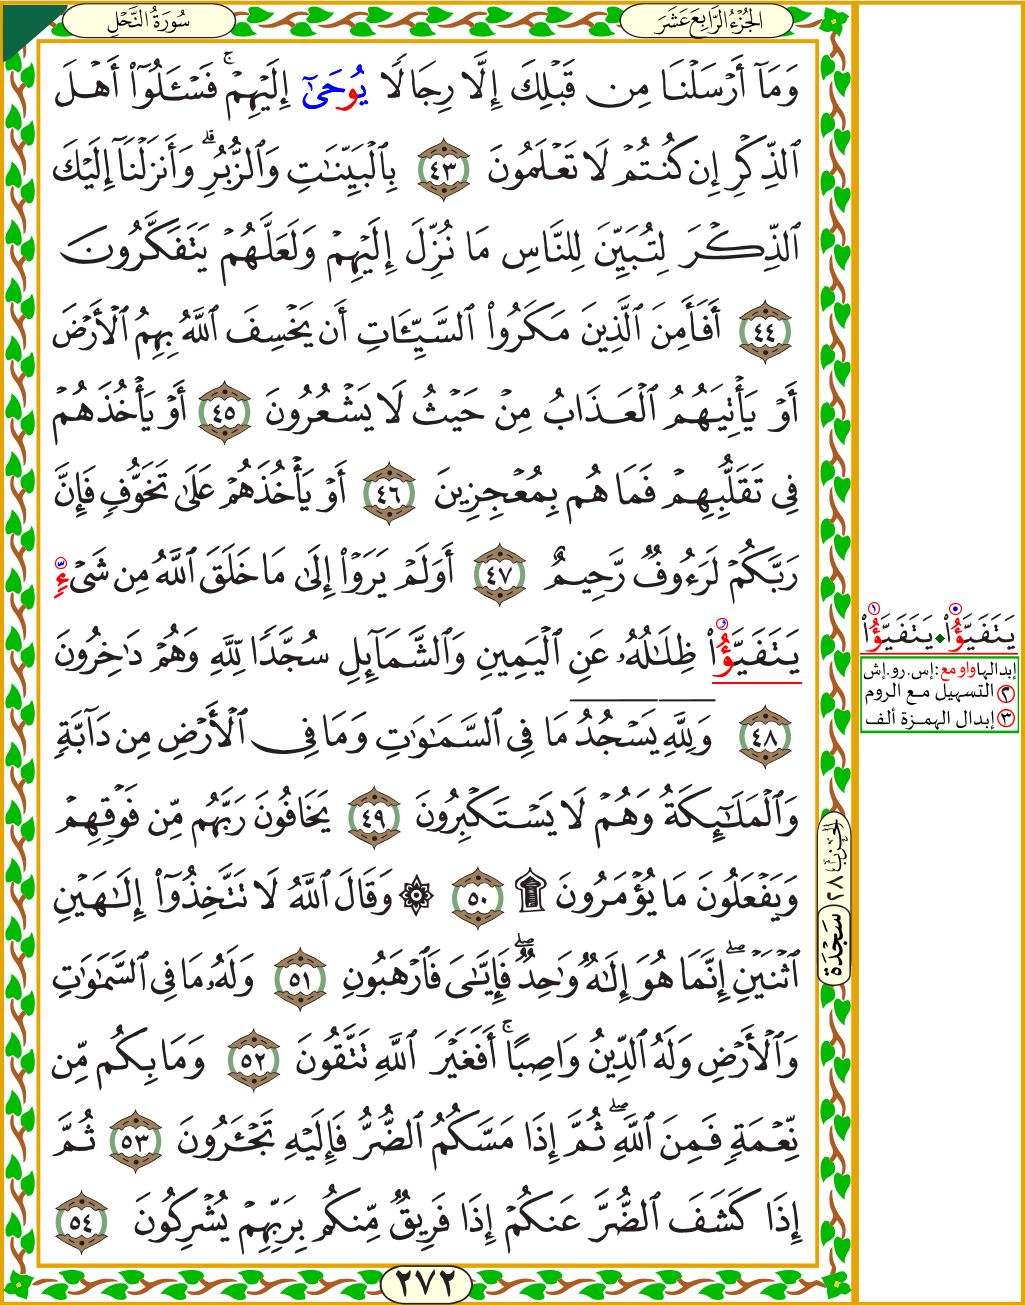 سُورَةُ النَّحْلِ
الجُزْءُ الرَّابِعَ عَشَرَ
وَمَآ أَرْسَلْنَا مِن قَبْلِكَ إِلَّا رِجَالًا يُوحَىٰٓ إِلَيْهِمْ ۚ فَسْـَٔلُوٓا۟ أَهْلَ
ٱلذِّكْرِ إِن كُنتُمْ لَا تَعْلَمُونَ ٤٣ بِٱلْبَيِّنَـٰتِ وَٱلزُّبُرِ ۗ وَأَنزَلْنَآ إِلَيْكَ
ٱلذِّكْرَ لِتُبَيِّنَ لِلنَّاسِ مَا نُزِّلَ إِلَيْهِمْ وَلَعَلَّهُمْ يَتَفَكَّرُونَ
٤٤ أَفَأَمِنَ ٱلَّذِينَ مَكَرُوا۟ ٱلسَّيِّـَٔاتِ أَن يَخْسِفَ ٱللَّهُ بِهِمُ ٱلْأَرْضَ
أَوْ يَأْتِيَهُمُ ٱلْعَذَابُ مِنْ حَيْثُ لَا يَشْعُرُونَ ٤٥ أَوْ يَأْخُذَهُمْ
فِى تَقَلُّبِهِمْ فَمَا هُم بِمُعْجِزِينَ ٤٦ أَوْ يَأْخُذَهُمْ عَلَىٰ تَخَوُّفٍ فَإِنَّ
رَبَّكُمْ لَرَءُوفٌ رَّحِيمٌ ٤٧ أَوَلَمْ يَرَوْا۟ إِلَىٰ مَا خَلَقَ ٱللَّهُ مِن شَىْءٍ
يَتَفَيَّؤُا۟ ظِلَـٰلُهُۥ عَنِ ٱلْيَمِينِ وَٱلشَّمَآئِلِ سُجَّدًا لِّلَّهِ وَهُمْ دَٰخِرُونَ
٤٨ وَلِلَّهِ يَسْجُدُ مَا فِى ٱلسَّمَـٰوَٰتِ وَمَا فِى ٱلْأَرْضِ مِن دَآبَّةٍ
وَٱلْمَلَـٰٓئِكَةُ وَهُمْ لَا يَسْتَكْبِرُونَ ٤٩ يَخَافُونَ رَبَّهُم مِّن فَوْقِهِمْ
وَيَفْعَلُونَ مَا يُؤْمَرُونَ ۩ ٥٠ ۞ وَقَالَ ٱللَّهُ لَا تَتَّخِذُوٓا۟ إِلَـٰهَيْنِ
ٱثْنَيْنِ ۖ إِنَّمَا هُوَ إِلَـٰهٌ وَٰحِدٌ ۖ فَإِيَّـٰىَ فَٱرْهَبُونِ ٥١ وَلَهُۥ مَا فِى ٱلسَّمَـٰوَٰتِ
وَٱلْأَرْضِ وَلَهُ ٱلدِّينُ وَاصِبًا ۚ أَفَغَيْرَ ٱللَّهِ تَتَّقُونَ ٥٢ وَمَا بِكُم مِّن
نِّعْمَةٍ فَمِنَ ٱللَّهِ ۖ ثُمَّ إِذَا مَسَّكُمُ ٱلضُّرُّ فَإِلَيْهِ تَجْـَٔرُونَ ٥٣ ثُمَّ
إِذَا كَشَفَ ٱلضُّرَّ عَنكُمْ إِذَا فَرِيقٌ مِّنكُم بِرَبِّهِمْ يُشْرِكُونَ ٥٤
٢٧٢
يَتَفَيَّؤُا۟ ۰ يَتَفَيَّؤُا۟
إبدالها واو مع : إس. رو. إش
٢ التسهيل مع الروم
٣ إبدال الهمزة ألف
الحزب ٢٨
سَجْدَة